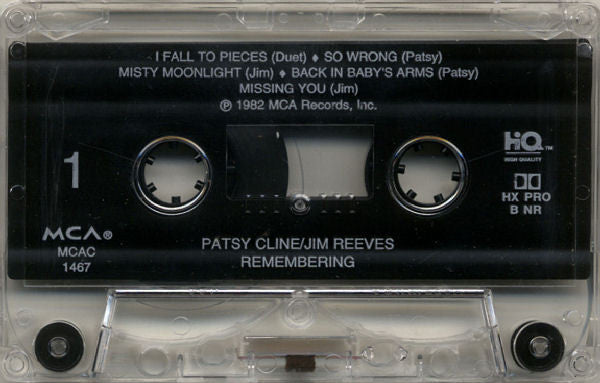 I FALL TO PIECES (Duet) ♦ SO WRONG (Patsy)
MISTY MOONLIGHT (Jim) ♦ BACK IN BABY'S ARMS (Patsy)
MISSING YOU (Jim)
℗ 1982 MCA Records, Inc.
1
HiQ™
HIGH QUALITY
HX PRO
B NR
MCA®
MCAC
1467
PATSY CLINE/JIM REEVES
REMEMBERING